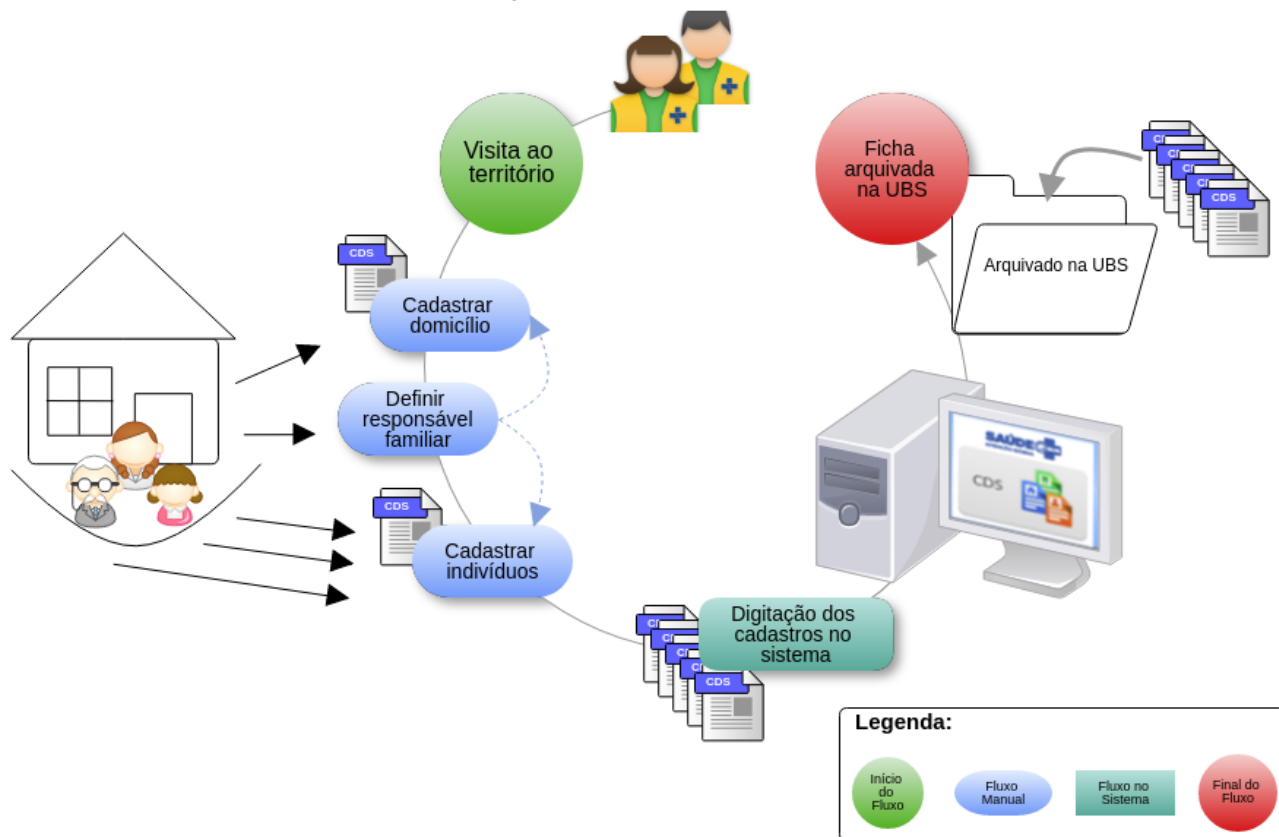 Visita ao
território
CDS
Cadastrar
domicílio
Definir
responsável
familiar
CDS
Cadastrar
indivíduos
CDS
Digitação dos
cadastros no
sistema
SAÚDE
CDS
Ficha
arquivada
na UBS
Arquivado na UBS
CDS
Legenda:
Início
do
Fluxo
Fluxo
Manual
Fluxo no
Sistema
Final do
Fluxo